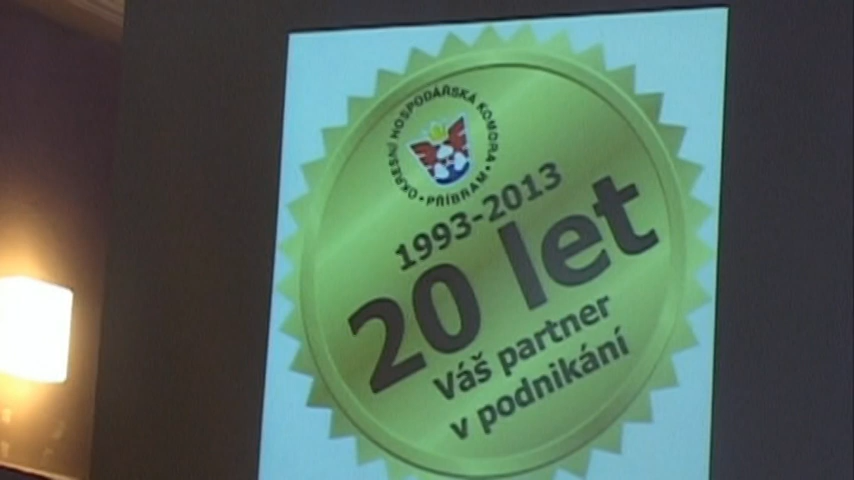 OKRESNÍ HOSPODÁŘSKÁ KOMORA
• PŘÍBRAM •
1993-2013
20 let
Váš partner
v podnikání